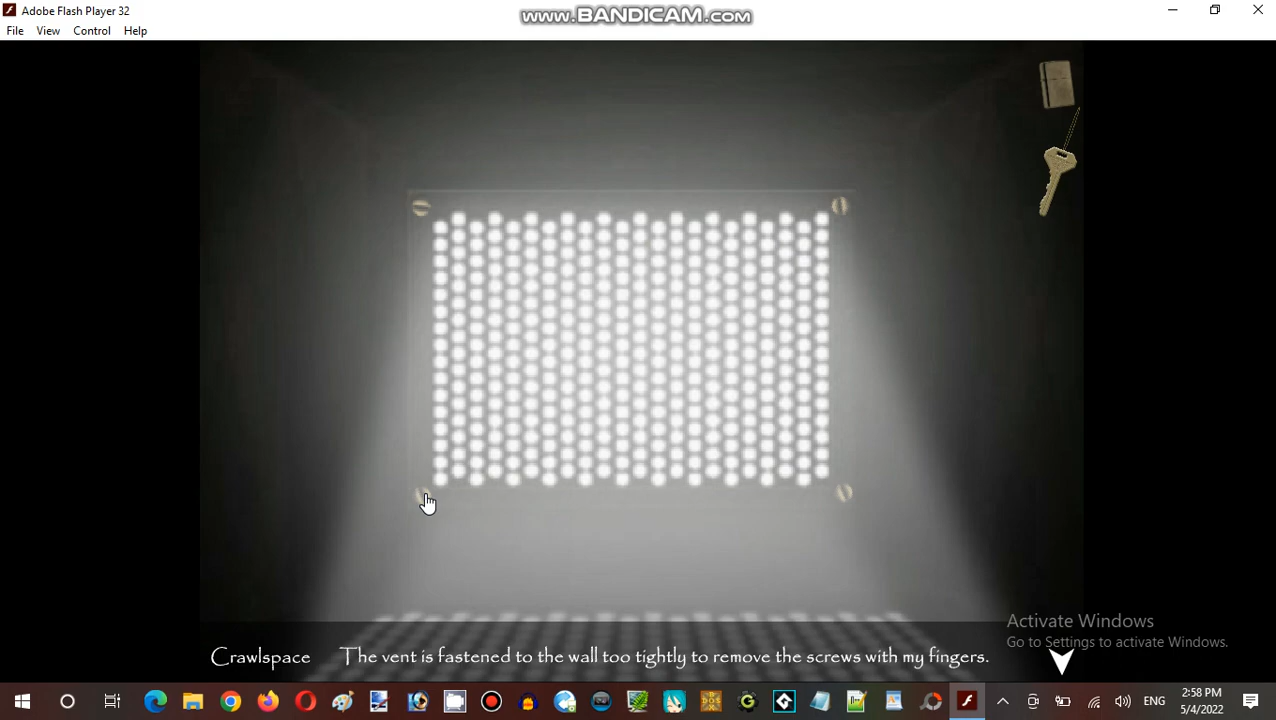 Adobe Flash Player 32
www.BANDICAM.com
File View Control Help
Activate Windows
Go to Settings to activate Windows.
Crawlspace The vent is fastened to the wall too tightly to remove the screws with my fingers.
ENG
2:58 PM
5/4/2022